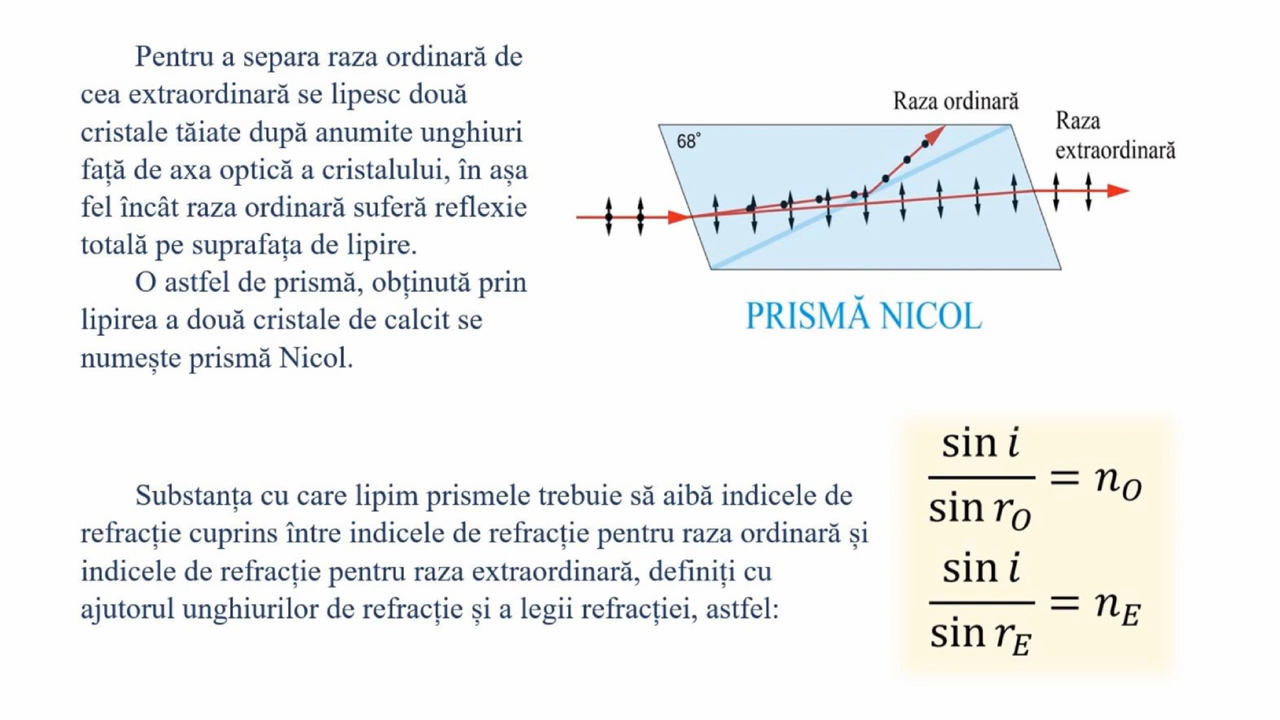 Pentru a separa raza ordinară de
cea extraordinară se lipesc două
cristale tăiate după anumite unghiuri
față de axa optică a cristalului, în așa
fel încât raza ordinară suferă reflexie
totală pe suprafața de lipire.
O astfel de prismă, obținută prin
lipirea a două cristale de calcit se
numește prismă Nicol.
Raza ordinară
Raza
extraordinară
68°
PRISMĂ NICOL
Substanța cu care lipim prismele trebuie să aibă indicele de
refracție cuprins între indicele de refracție pentru raza ordinară și
indicele de refracție pentru raza extraordinară, definiți cu
ajutorul unghiurilor de refracție și a legii refracției, astfel:
sin i
sin r_O
= n_O
sin i
sin r_E
= n_E